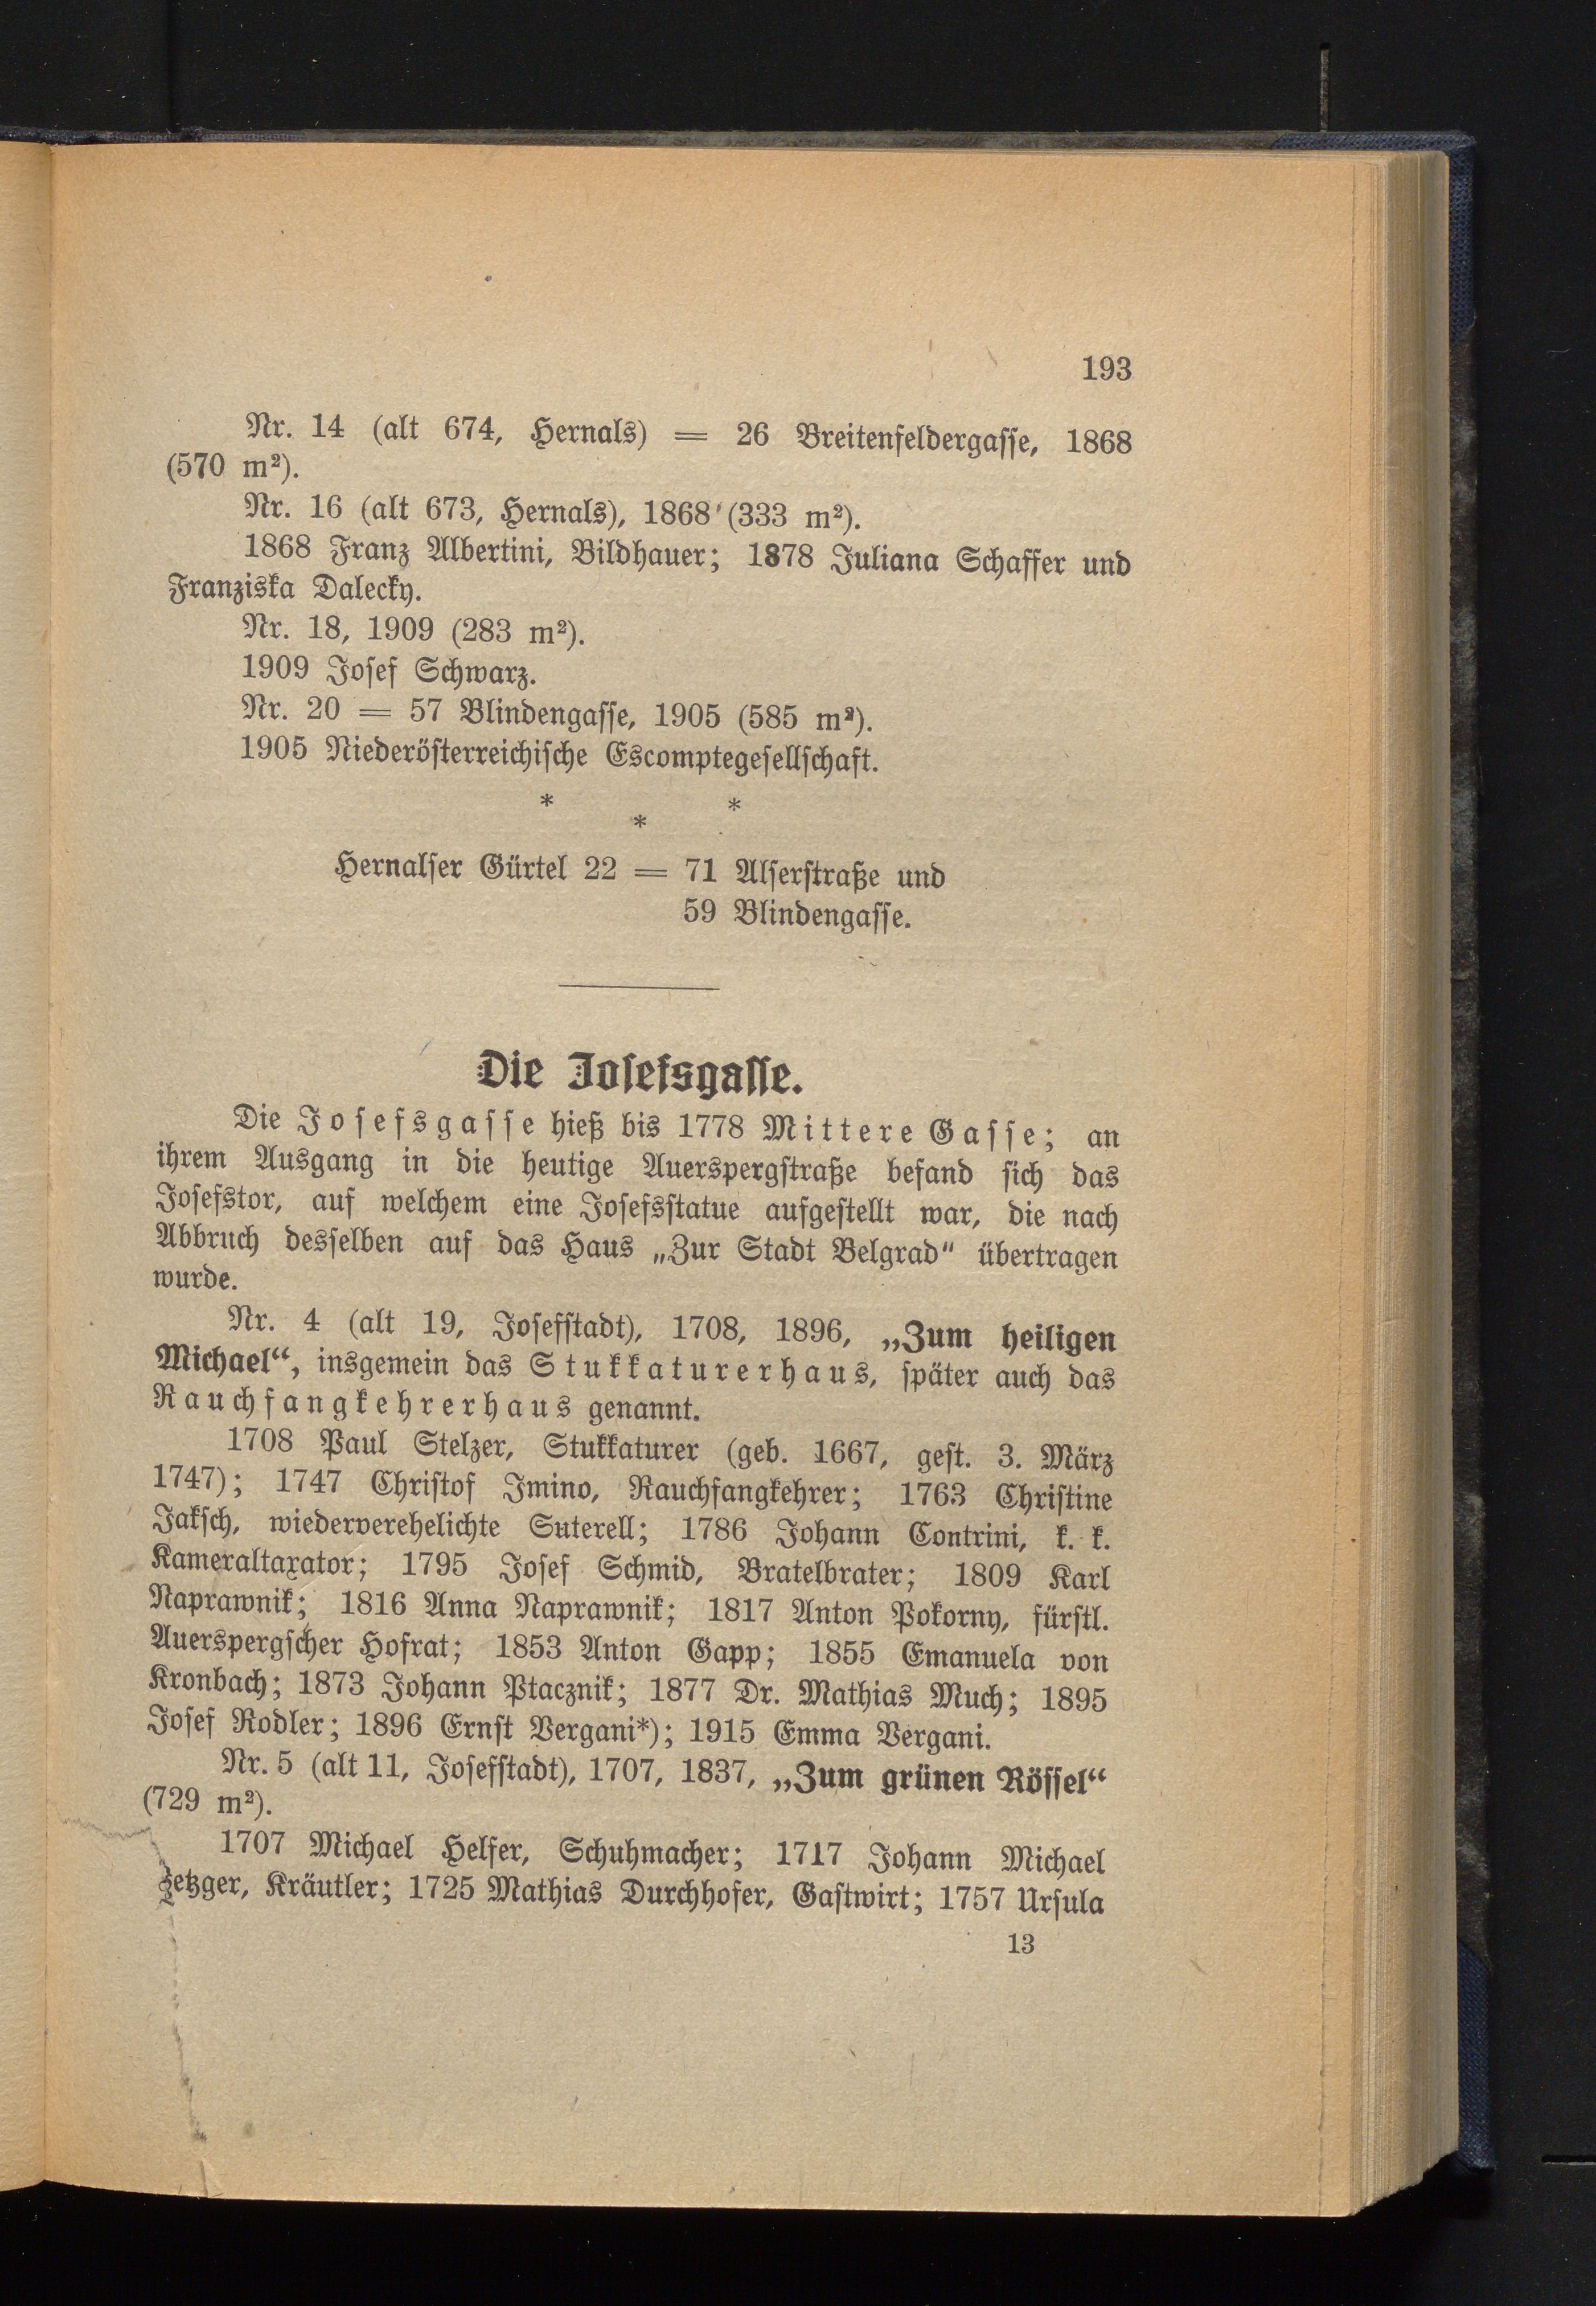 193
Nr. 14 (alt 674, Hernals) = 26 Breitenfeldergasse, 1868
(570 m²).
Nr. 16 (alt 673, Hernals), 1868 (333 m²).
1868 Franz Albertini, Bildhauer; 1878 Juliana Schaffer und
Franziska Dalecky.
Nr. 18, 1909 (283 m²).
1909 Josef Schwarz.
Nr. 20 = 57 Blindengasse, 1905 (585 m²).
1905 Niederösterreichische Escomptegesellschaft.
* * *
Hernalser Gürtel 22 = 71 Alserstraße und
59 Blindengasse.
Die Josefsgasse.
Die Josefsgasse hieß bis 1778 Mittere Gasse; an
ihrem Ausgang in die heutige Auerspergstraße befand sich das
Josefstor, auf welchem eine Josefsstatue aufgestellt war, die nach
Abbruch desselben auf das Haus „Zur Stadt Belgrad" übertragen
wurde.
Nr. 4 (alt 19, Josefstadt), 1708, 1896, „Zum heiligen
Michael“, insgemein das Stukkaturerhaus, später auch das
Rauchfangkehrerhaus genannt.
1708 Paul Stelzer, Stukkaturer (geb. 1667, gest. 3. März
1747); 1747 Christof Imino, Rauchfangkehrer; 1763 Christine
Jaksch, wiederverehelichte Suterell; 1786 Johann Contrini, k. k.
Kameraltaxator; 1795 Josef Schmid, Bratelbrater; 1809 Karl
Naprawnik; 1816 Anna Naprawnik; 1817 Anton Pokorny, fürstl.
Auerspergscher Hofrat; 1853 Anton Gapp; 1855 Emanuela von
Kronbach; 1873 Johann Ptacznik; 1877 Dr. Mathias Much; 1895
Josef Rodler; 1896 Ernst Vergani*); 1915 Emma Vergani.
Nr. 5 (alt 11, Josefstadt), 1707, 1837, „Zum grünen Rössel“
(729 m²).
1707 Michael Helfer, Schuhmacher; 1717 Johann Michael
Kräutler; 1725 Mathias Durchhofer, Gastwirt; 1757 Ursula
13